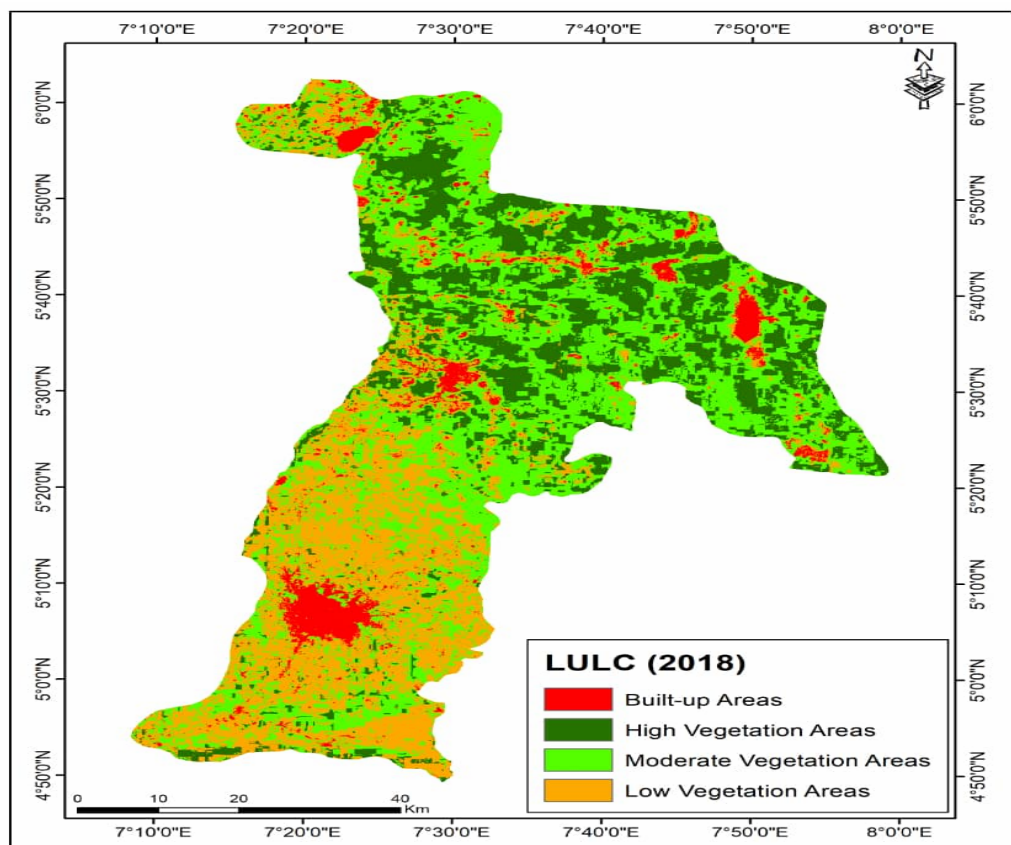 7°10'0"E 7°20'0"E 7°30'0"E 7°40'0"E 7°50'0"E 8°0'0"E
N
6°0'0"N 6°0'0"N
5°50'0"N 5°50'0"N
5°40'0"N 5°40'0"N
5°30'0"N 5°30'0"N
5°20'0"N 5°20'0"N
5°10'0"N 5°10'0"N
5°0'0"N 5°0'0"N
4°50'0"N 4°50'0"N
LULC (2018)
Built-up Areas
High Vegetation Areas
Moderate Vegetation Areas
Low Vegetation Areas
0 10 20 40
Km
7°10'0"E 7°20'0"E 7°30'0"E 7°40'0"E 7°50'0"E 8°0'0"E